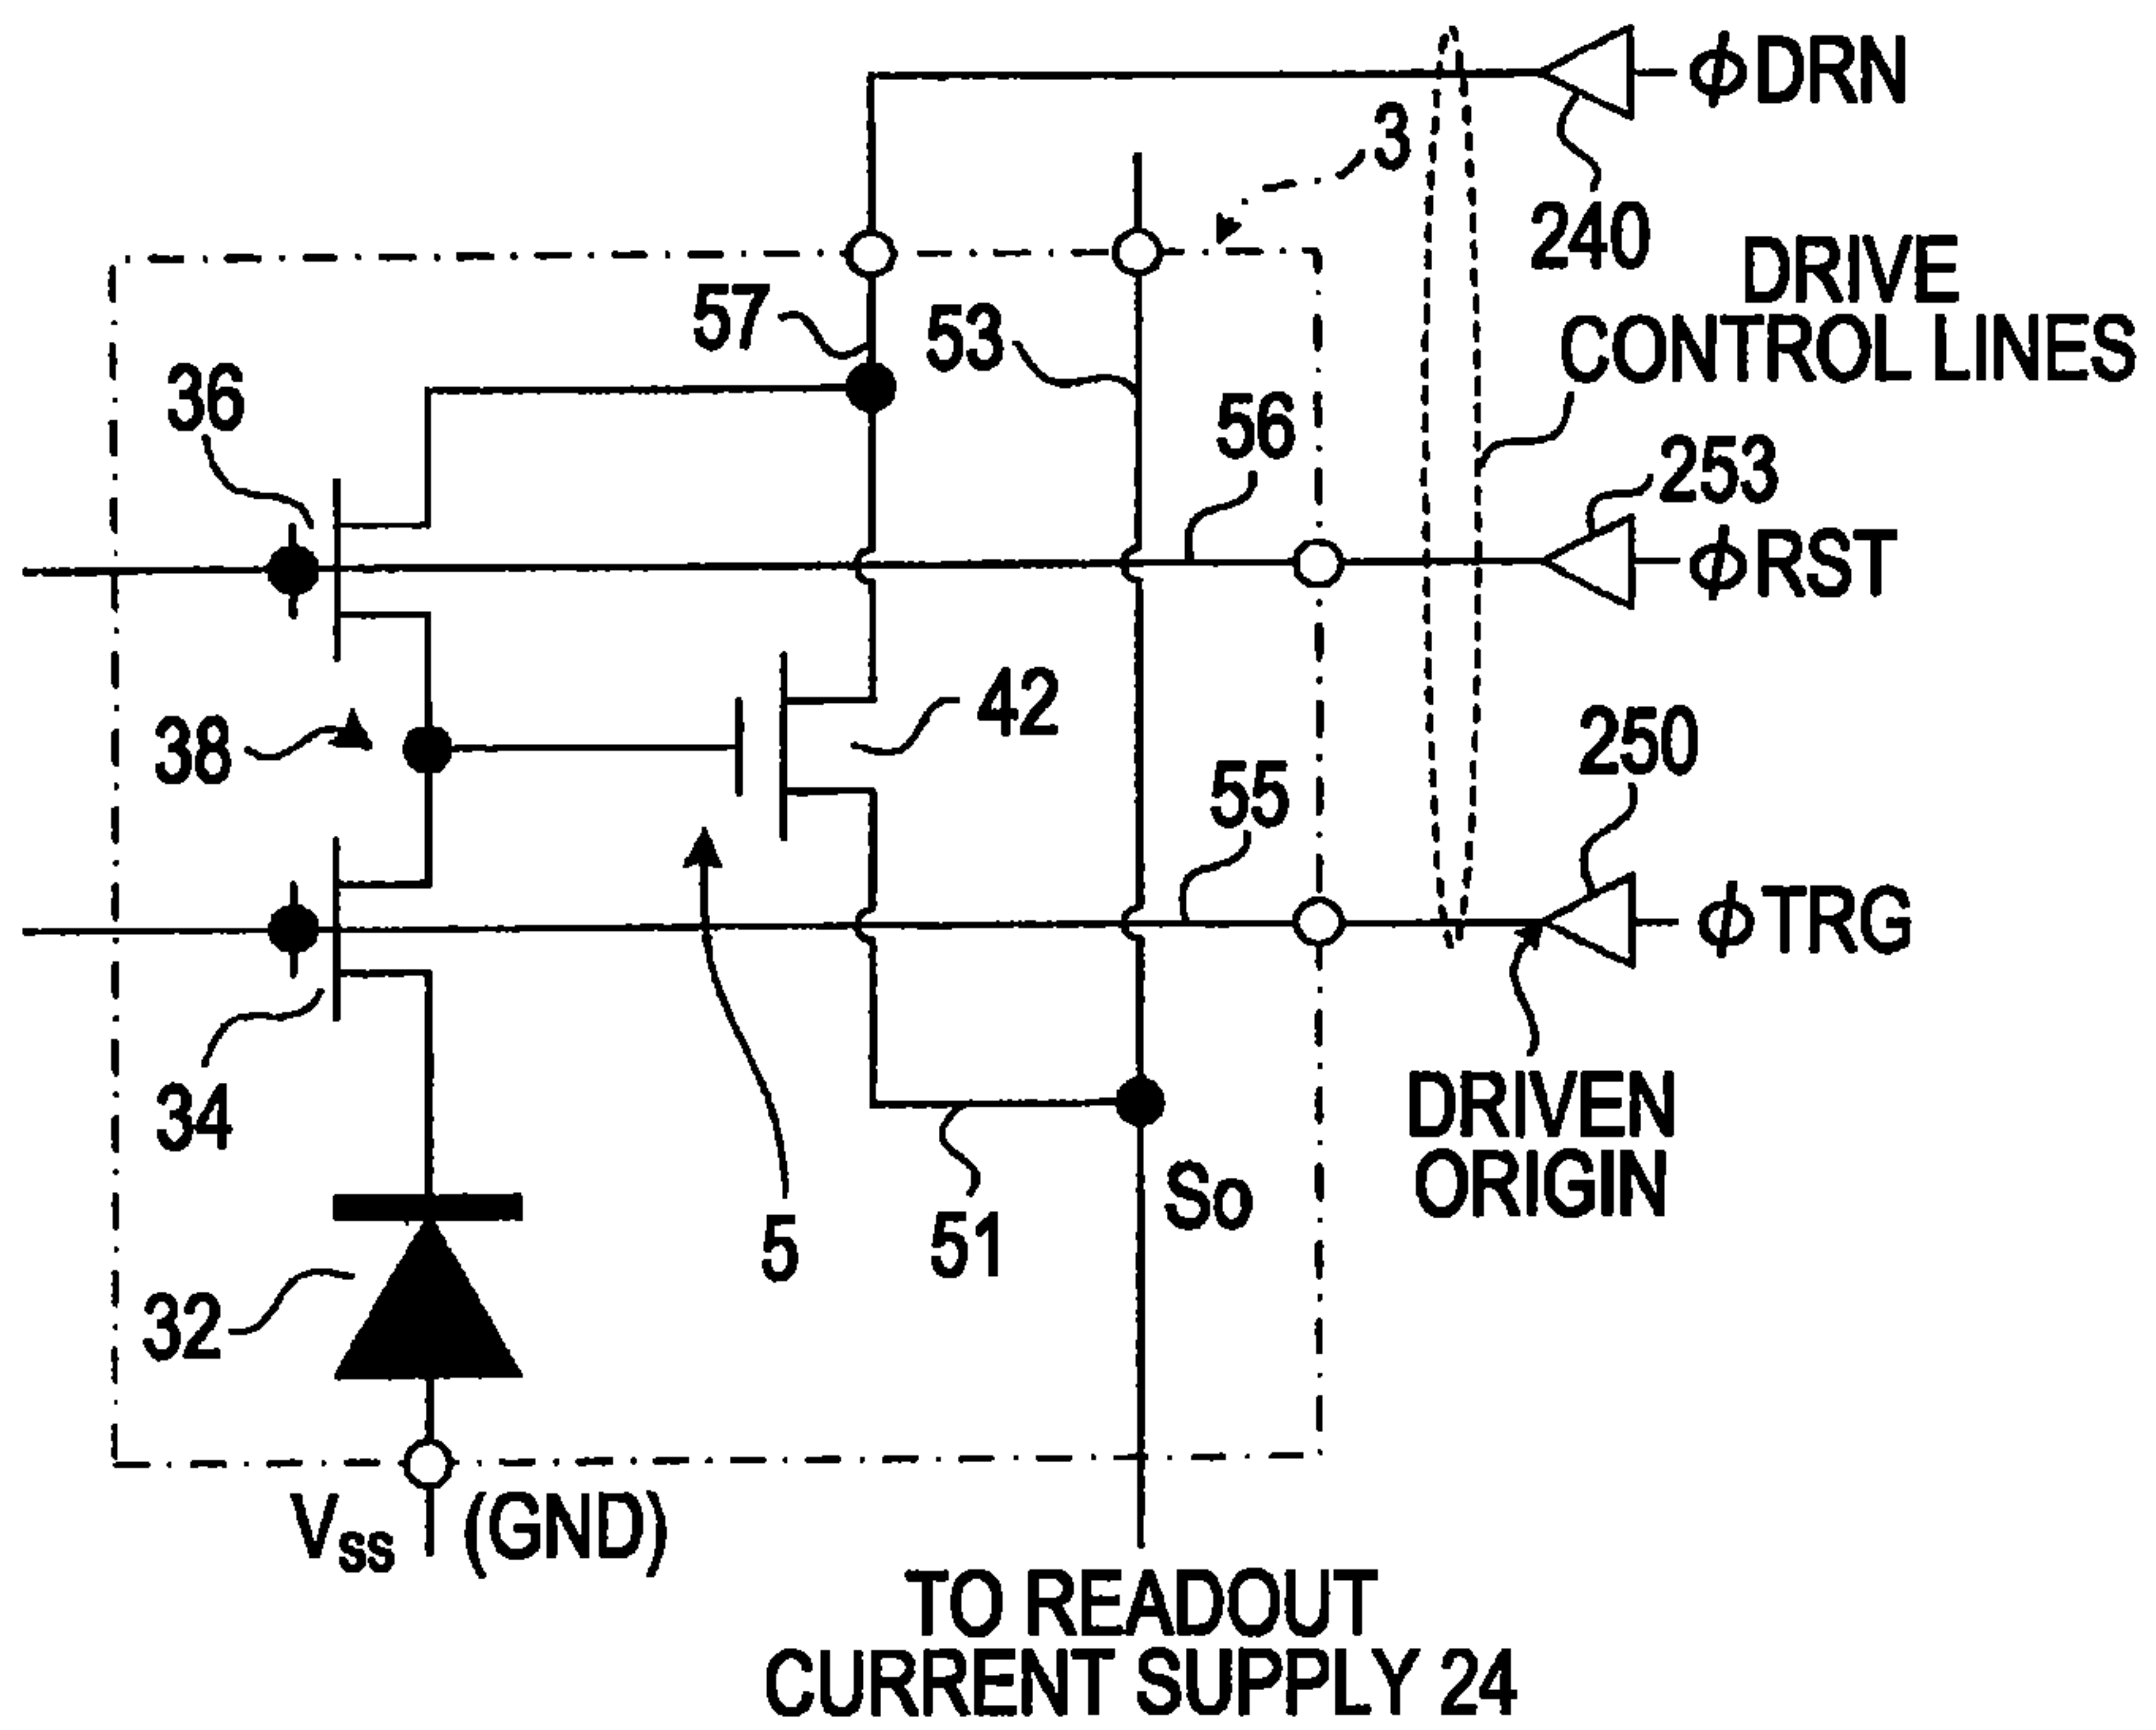 ϕDRN
3
240
DRIVE
CONTROL LINES
57
53
36
56
253
ϕRST
38
42
250
55
ϕTRG
34
DRIVEN
ORIGIN
So
5
51
32
Vss (GND)
TO READOUT
CURRENT SUPPLY 24